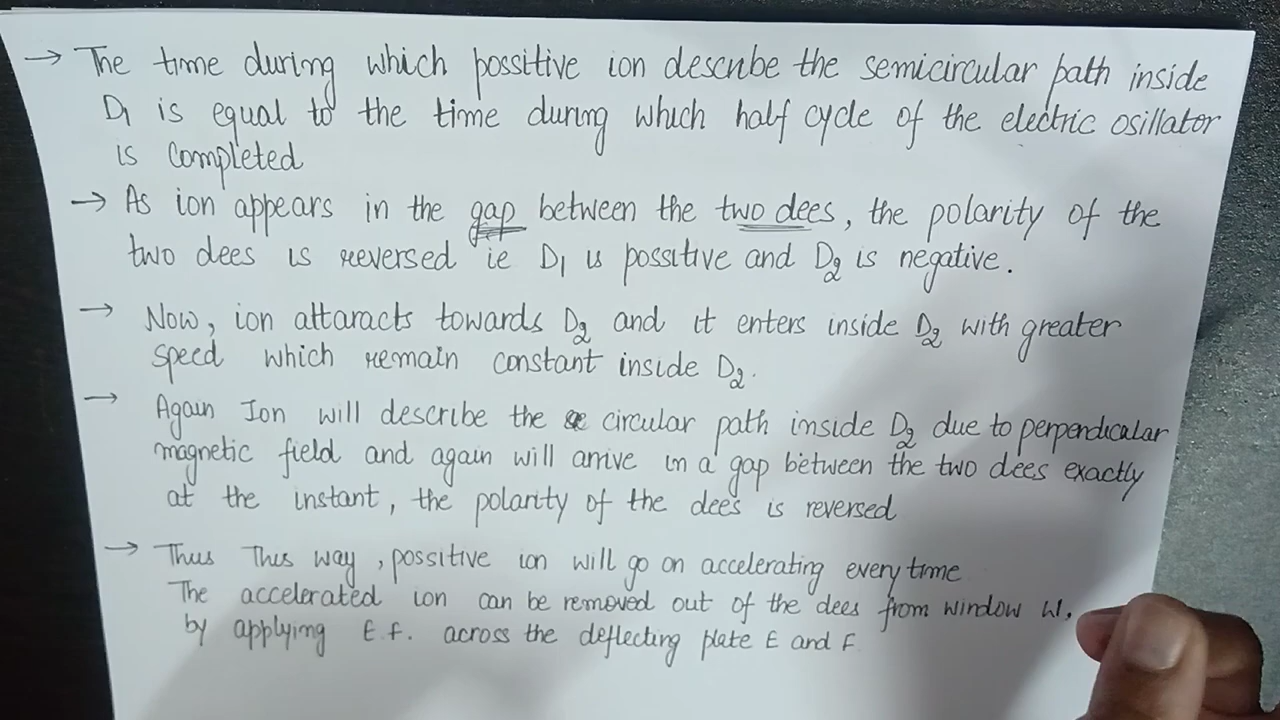 → The time during which possitive ion describe the semicircular path inside
D1 is equal to the time during which half cycle of the electric osillator
is completed
→ As ion appears in the gap between the two dees, the polarity of the
two dees is reversed ie D1 is possitive and D2 is negative.
→ Now, ion attaracts towards D2 and it enters inside D2 with greater
speed which remain constant inside D2.
→ Again Ion will describe the circular path inside D2 due to perpendicular
magnetic field and again will arrive in a gap between the two dees exactly
at the instant, the polarity of the dees is reversed
→ Thus This way, possitive ion will go on accelerating every time
The accelerated ion can be removed out of the dees from window W,
by applying E.f. across the deflecting plate E and F